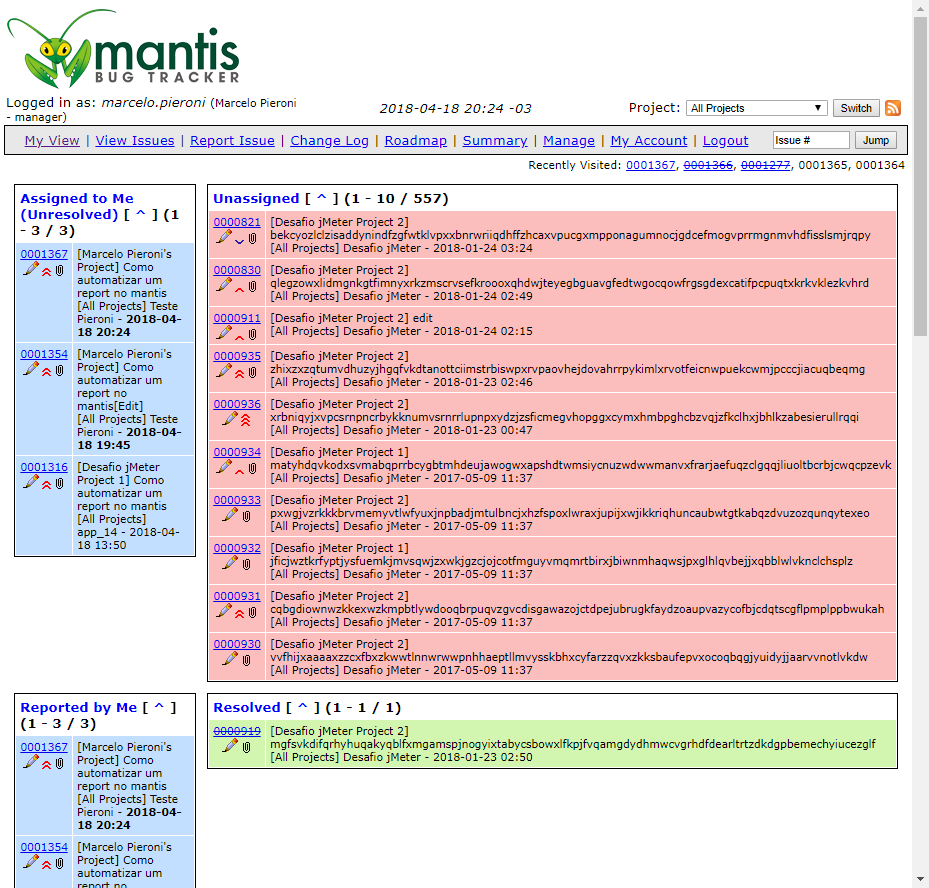 mantis
BUG TRACKER
Logged in as: marcelo.pieroni (Marcelo Pieroni - manager)
2018-04-18 20:24 -03
Project: All Projects Switch
My View | View Issues | Report Issue | Change Log | Roadmap | Summary | Manage | My Account | Logout Issue # Jump
Recently Visited: 0001367, 0001366, 0001277, 0001365, 0001364
Assigned to Me
(Unresolved) [ ^ ] (1
- 3 / 3)
0001367 [Marcelo Pieroni's
Project] Como
automatizar um
report no mantis
[All Projects] Teste
Pieroni - 2018-04-
18 20:24
0001354 [Marcelo Pieroni's
Project] Como
automatizar um
report no
mantis[Edit]
[All Projects] Teste
Pieroni - 2018-04-
18 19:45
0001316 [Desafio jMeter
Project 1] Como
automatizar um
report no mantis
[All Projects]
app_14 - 2018-04-
18 13:50
Unassigned [ ^ ] (1 - 10 / 557)
0000821 [Desafio jMeter Project 2]
bekcyozlclzisaddynindfzgfwtklvpxxbnrwriiqdhffzhcaxvpucgxmpponagumnocjgdcefmogvprrmgnmvhdfisslsmjrqpy
[All Projects] Desafio jMeter - 2018-01-24 03:24
0000830 [Desafio jMeter Project 2]
qlegzowxlidmgnkgtfimnyxrkzmscrvsefkroooxqhdwjteyegbguavgfedtwgocqowfrgsgdexcatifpcpuqtxkrkvklezkvhrd
[All Projects] Desafio jMeter - 2018-01-24 02:49
0000911 [Desafio jMeter Project 2] edit
[All Projects] Desafio jMeter - 2018-01-24 02:15
0000935 [Desafio jMeter Project 2]
zhixzxzqtumvdhuzyjhgqfvkdtanottciimstrbiswpxrvpaovhejdovahrrpykimlxrvotfeicnwpuekcwmjpcccjiacuqbeqmg
[All Projects] Desafio jMeter - 2018-01-23 02:46
0000936 [Desafio jMeter Project 2]
xrbniqyjxvpcsrnpncrbykknumvsrnrrlupnpxydzjzsficmegvhopggxcymxhmbpghcbzvqjzfkclhxjbhlkzabesierullrqqi
[All Projects] Desafio jMeter - 2018-01-23 00:47
0000934 [Desafio jMeter Project 1]
matyhdqvkodxsvmabqprrbcygbtmhdeujawogwxapshdtwmsiycnuzwdwwmanvxfrarjaefuqzclgqqjliuoltbcrbjcwqcpzevk
[All Projects] Desafio jMeter - 2017-05-09 11:37
0000933 [Desafio jMeter Project 2]
pxwgjvzrkkkbrvmemyvtlwfyuxjnpbadjmtulbncjxhzfspoxlwraxjupijxwjikkriqhuncaubwtgtkabqzdvuzozqunqytexeo
[All Projects] Desafio jMeter - 2017-05-09 11:37
0000932 [Desafio jMeter Project 1]
jficjwztkrfyptjysfuemkjmvsqwjzxwkjgzcjojcotfmguyvmqmrtbirxjbiwnmhaqwsjpxglhlqvbejjxqbblwlvknclchsplz
[All Projects] Desafio jMeter - 2017-05-09 11:37
0000931 [Desafio jMeter Project 2]
cqbgdiownwzkkexwzkmpbtlywdooqbrpuqvzgvcdisgawazojctdpejubrugkfaydzoaupvazycofbjcdqtscgflpmplppbwukah
[All Projects] Desafio jMeter - 2017-05-09 11:37
0000930 [Desafio jMeter Project 2]
vvfhijxaaaaxzzcxfbxzkwwtlnnwrwwpnhhaeptllmvysskbhxcyfarzzqvxzkksbaufepvxocoqbqgjyuidyjjaarvvnotlvkdw
[All Projects] Desafio jMeter - 2017-05-09 11:37
Reported by Me [ ^ ]
(1 - 3 / 3)
0001367 [Marcelo Pieroni's
Project] Como
automatizar um
report no mantis
[All Projects] Teste
Pieroni - 2018-04-
18 20:24
0001354 [Marcelo Pieroni's
Project] Como
automatizar um
report no
Resolved [ ^ ] (1 - 1 / 1)
0000919 [Desafio jMeter Project 2]
mgfsvkdifqrhyhuqakyqblfxmgamspjnogyixtabycsbowxlfkpjfvqamgdydhmwcvgrhdfdearltrtzdkdgpbemechyiucezglf
[All Projects] Desafio jMeter - 2018-01-23 02:50